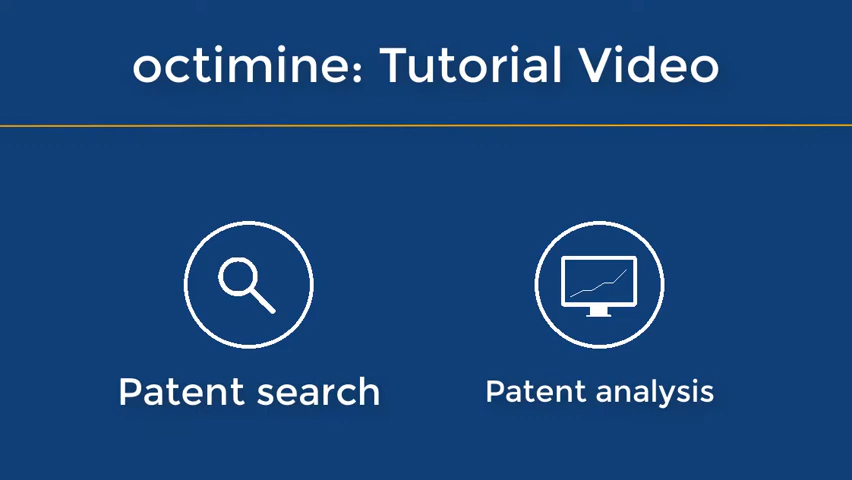 octimine: Tutorial Video
Patent search
Patent analysis